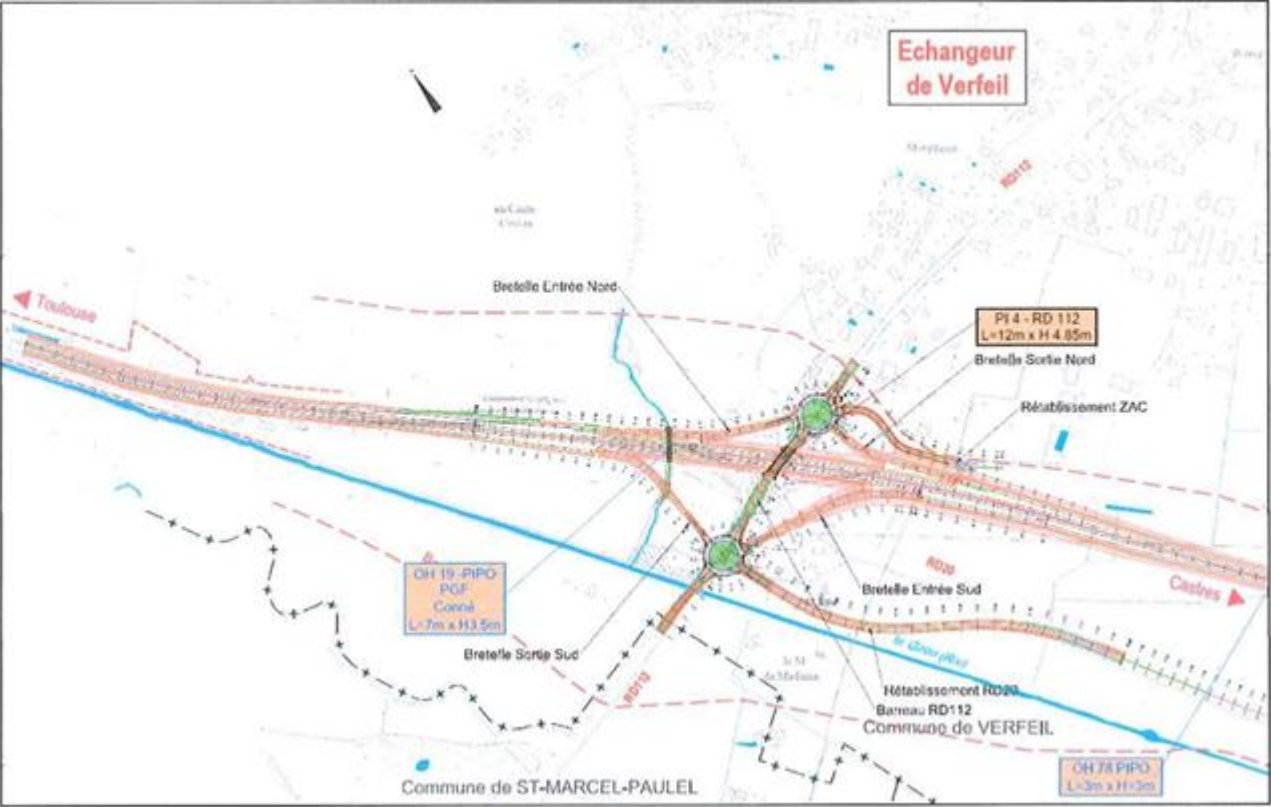 Echangeur
de Verfeil
RD112
Bretelle Entrée Nord
Toulouse
PI 4 - RD 112
L=12m x H 4.85m
Bretelle Sortie Nord
Rétablissement ZAC
OH 19 -PIPO
PGF
Conné
L=7m x H3.5m
RD20
Bretelle Entrée Sud
Castres
Bretelle Sortie Sud
RD112
Rétablissement RD20
Barreau RD112
Commune de VERFEIL
OH 78 PIPO
L=3m x H=3m
Commune de ST-MARCEL-PAULEL